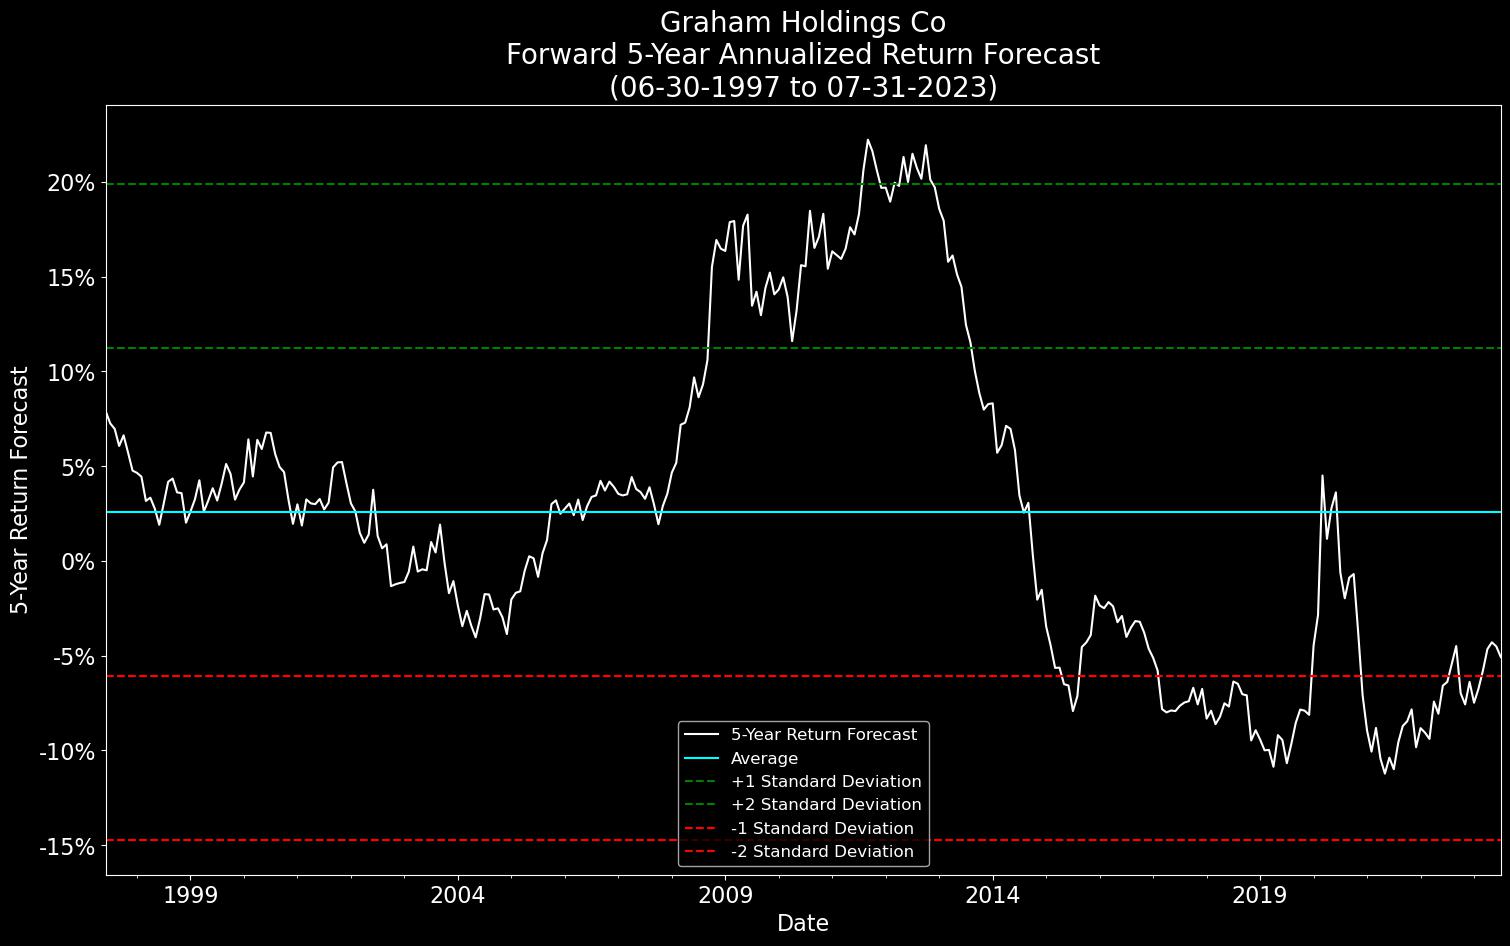 Graham Holdings Co
Forward 5-Year Annualized Return Forecast
(06-30-1997 to 07-31-2023)
5-Year Return Forecast
20%
15%
10%
5%
0%
-5%
-10%
-15%
5-Year Return Forecast
Average
+1 Standard Deviation
+2 Standard Deviation
-1 Standard Deviation
-2 Standard Deviation
1999 2004 2009 2014 2019
Date